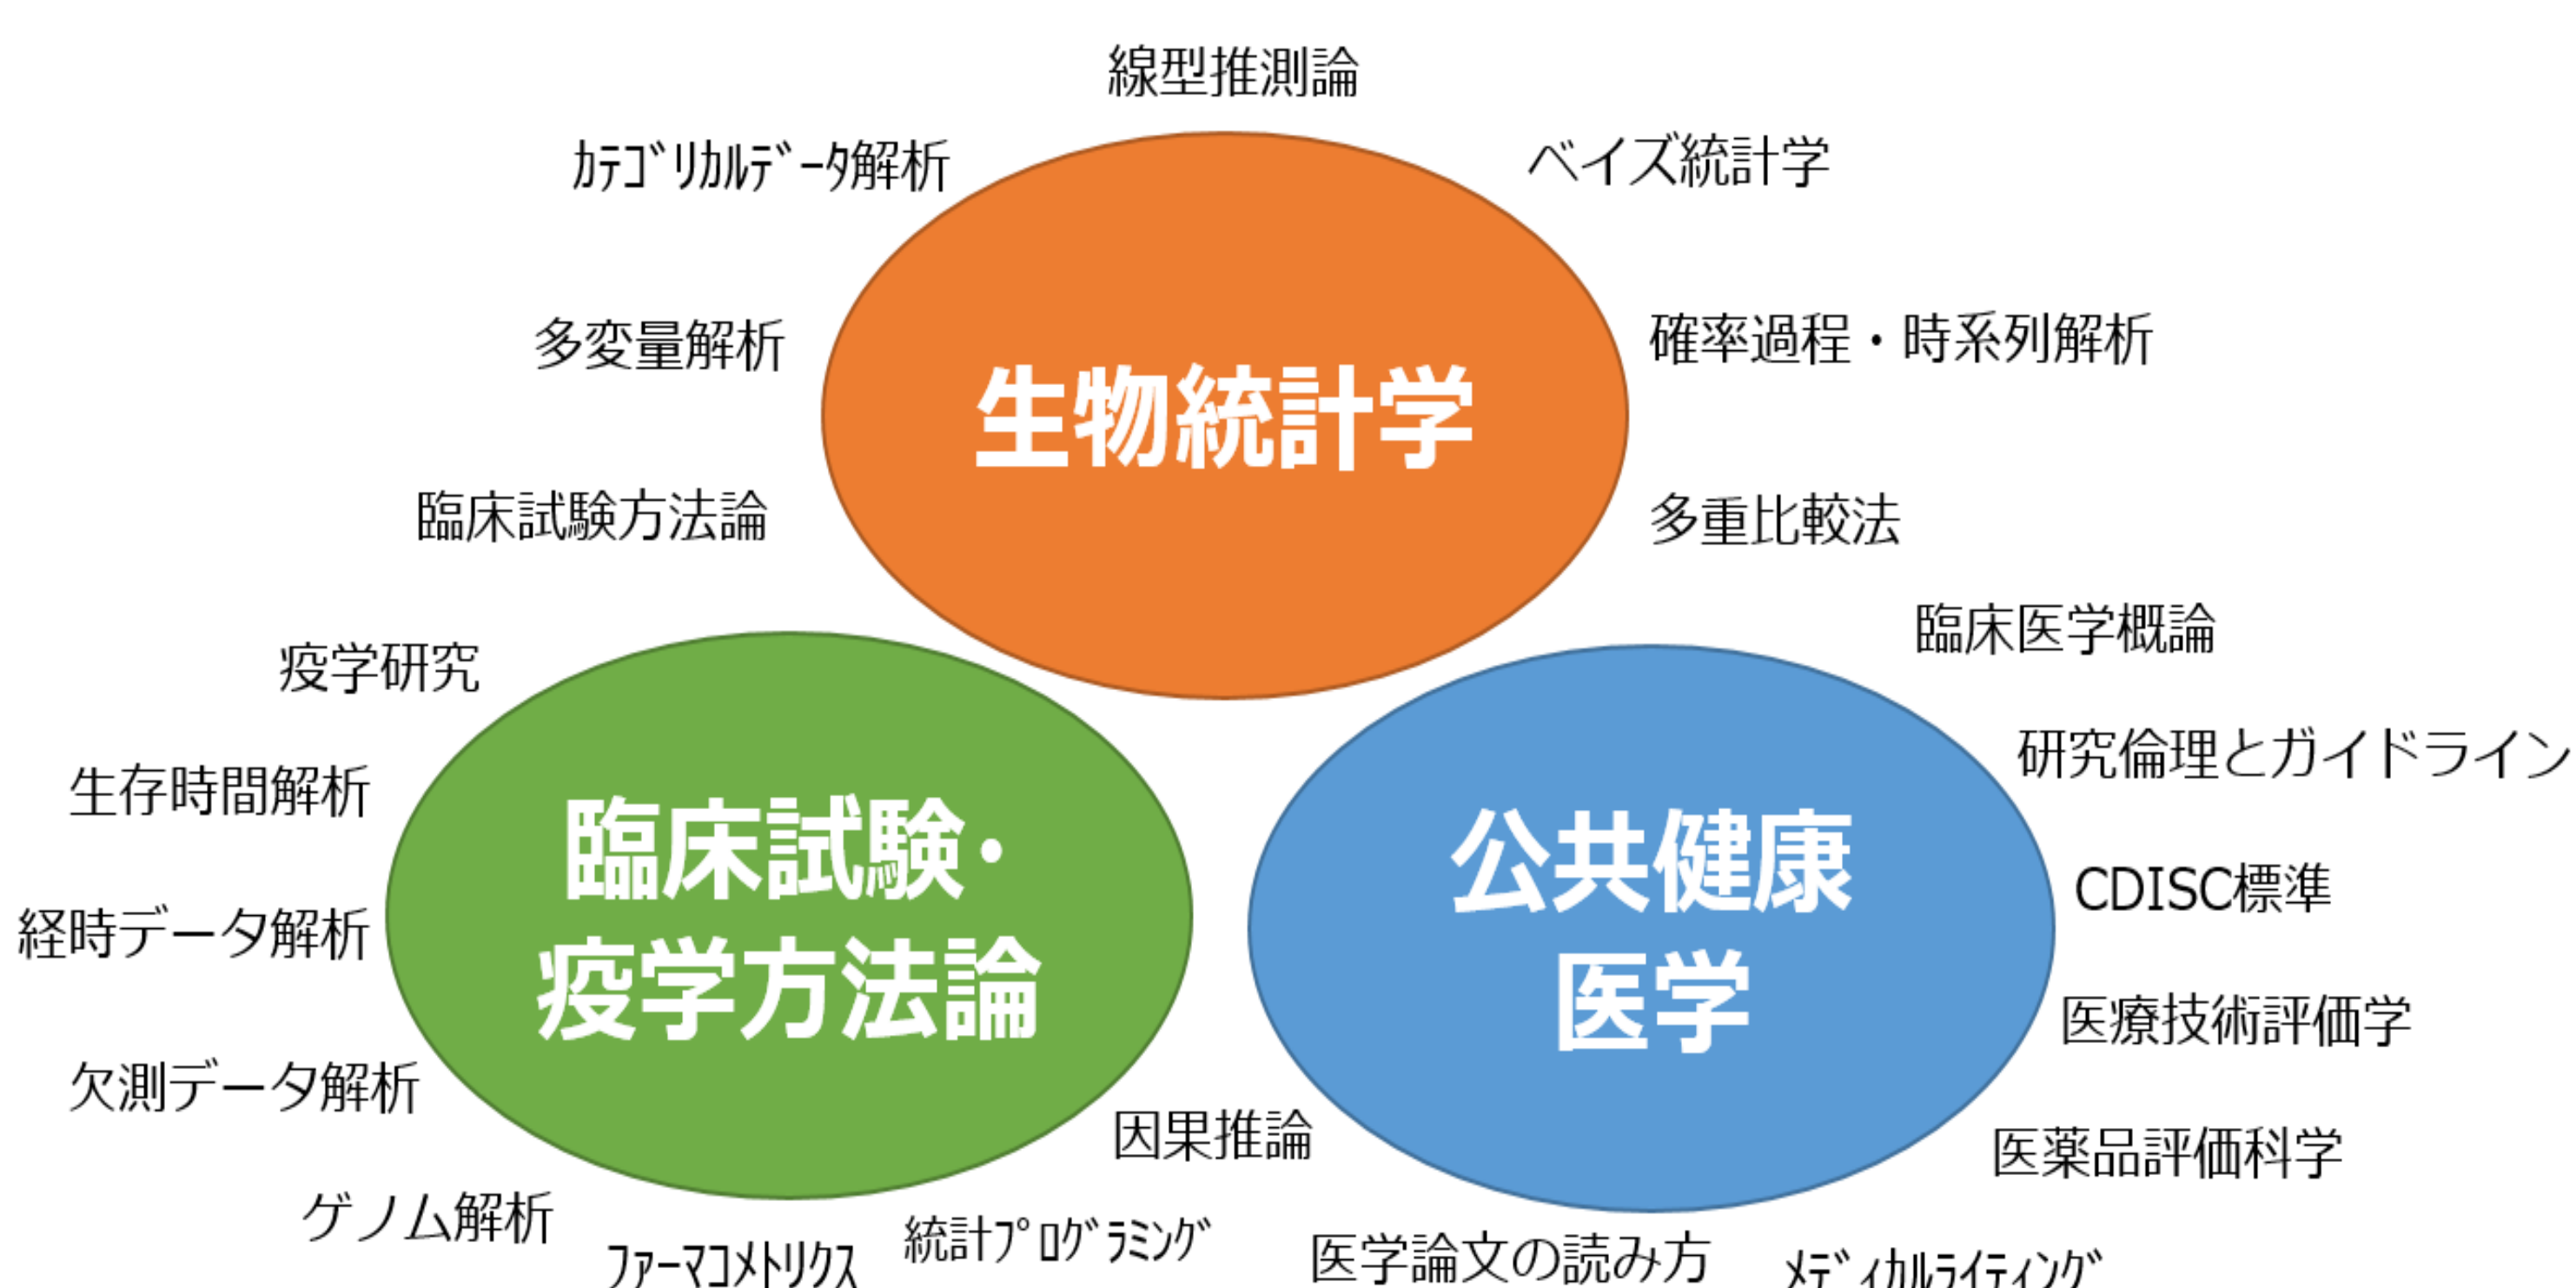 線型推測論
ｶﾃｺﾞﾘｶﾙﾃﾞｰﾀ解析
ベイズ統計学
多変量解析
確率過程・時系列解析
生物統計学
臨床試験方法論
多重比較法
臨床医学概論
疫学研究
研究倫理とガイドライン
生存時間解析
臨床試験・
疫学方法論
公共健康
医学
CDISC標準
経時データ解析
医療技術評価学
欠測データ解析
因果推論
医薬品評価科学
ゲノム解析
ﾌｧｰﾏｺﾒﾄﾘｸｽ
統計ﾌﾟﾛｸﾞﾗﾐﾝｸﾞ
医学論文の読み方
ﾒﾃﾞｨｶﾙﾗｲﾃｨﾝｸﾞ